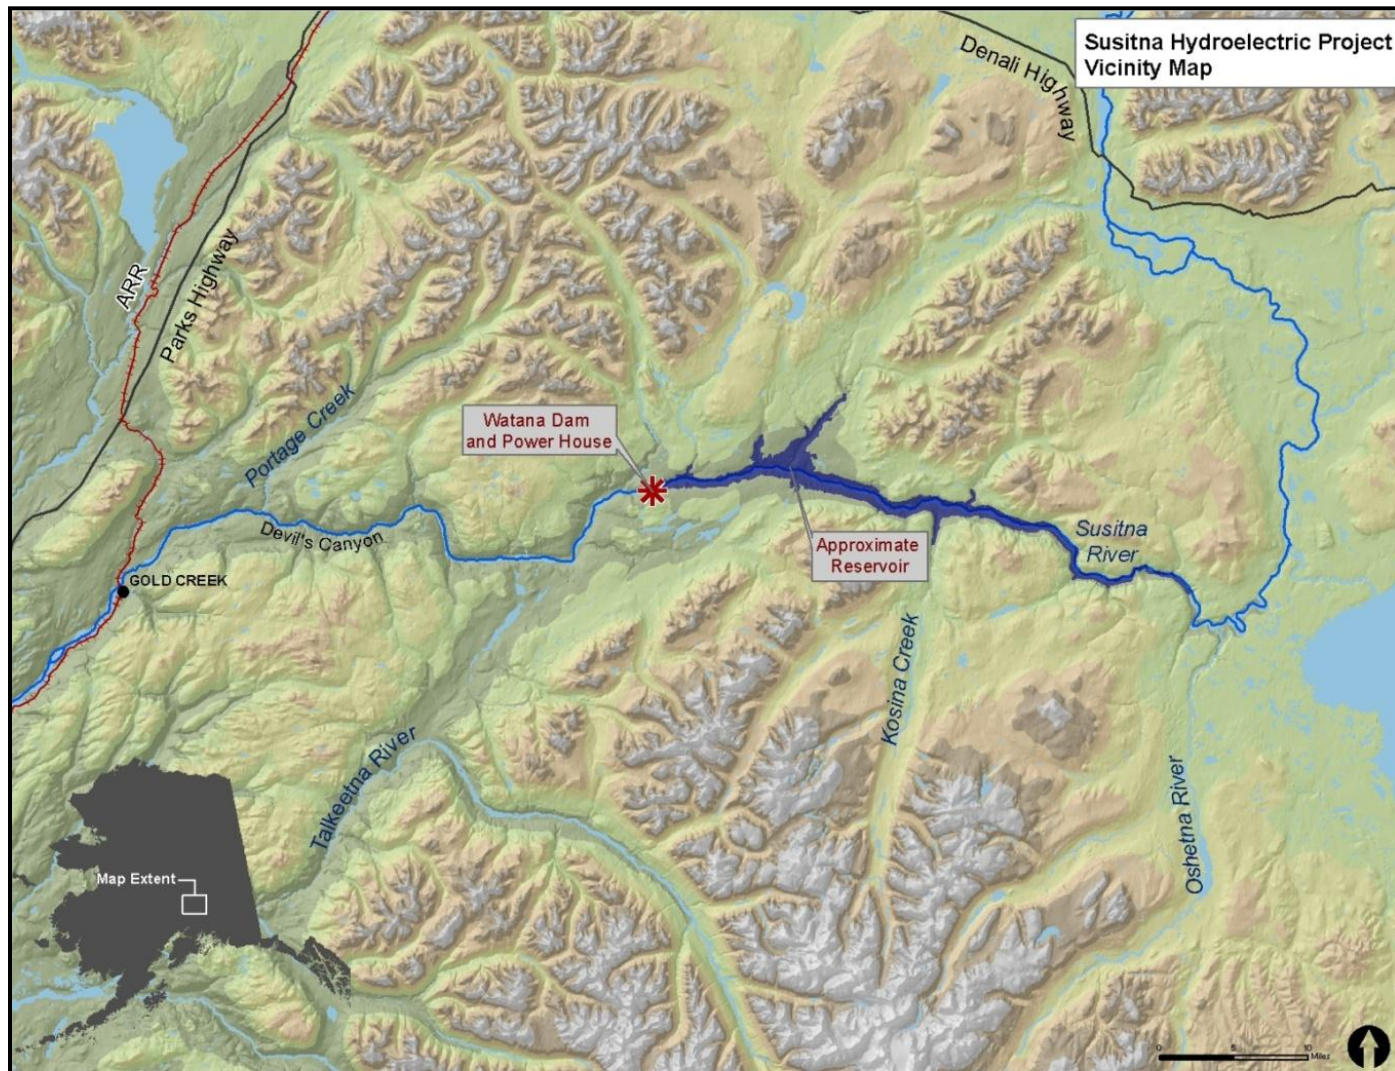 Susitna Hydroelectric Project
Vicinity Map
Denali Highway
ARR
Parks Highway
Portage Creek
Watana Dam
and Power House
Devil's Canyon
Susitna
River
Approximate
Reservoir
GOLD CREEK
Kosina Creek
Talkeetna River
Oshetna River
Map Extent
0 5 10
Miles